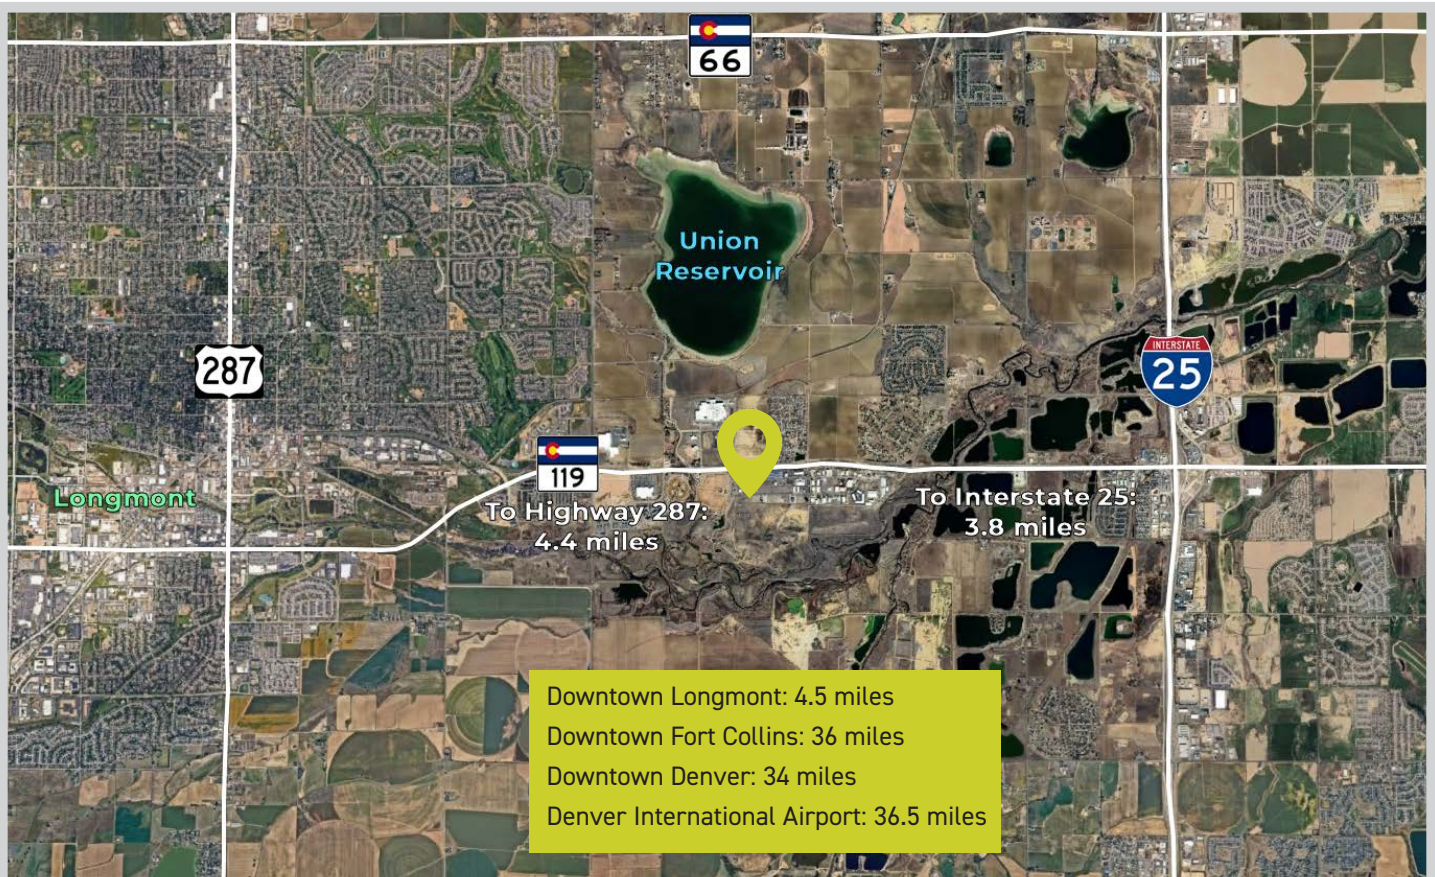 66
Union
Reservoir
INTERSTATE
25
287
119
Longmont
To Highway 287:
4.4 miles
To Interstate 25:
3.8 miles
Downtown Longmont: 4.5 miles
Downtown Fort Collins: 36 miles
Downtown Denver: 34 miles
Denver International Airport: 36.5 miles